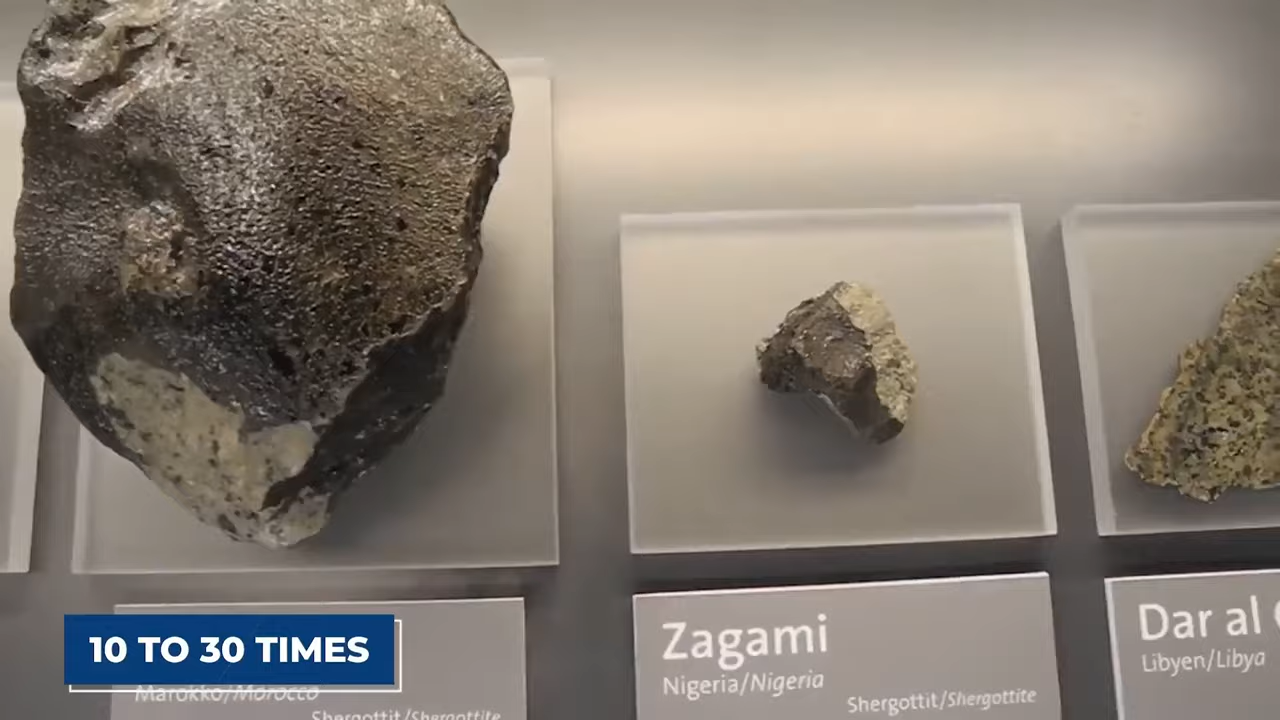 10 TO 30 TIMES
Marokko/Morocco
Shergottit/Shergottite
Zagami
Nigeria/Nigeria
Shergottit/Shergottite
Dar al
Libyen/Libya